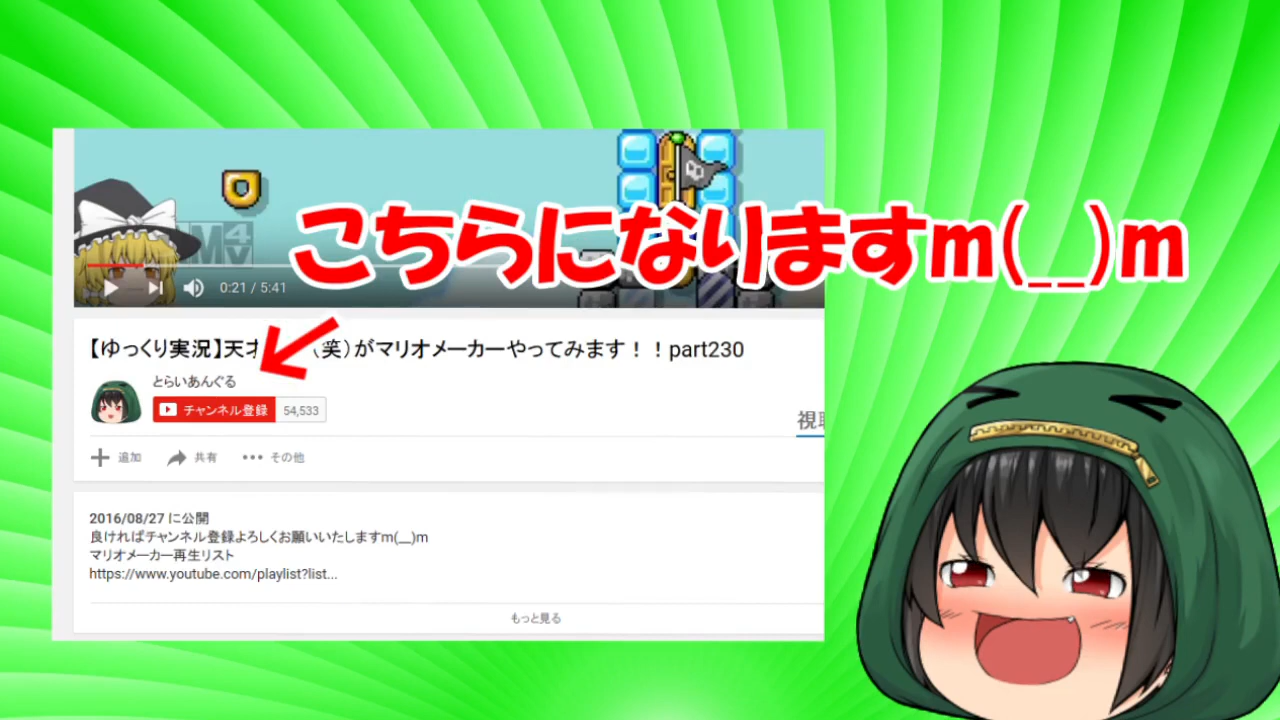 こちらになりますm(__)m
0:21 / 5:41
【ゆっくり実況】天才 （笑）がマリオメーカーやってみます！！part230
とらいあんぐる
チャンネル登録 54,533
視聴
追加 共有 その他
2016/08/27 に公開
良ければチャンネル登録よろしくお願いいたしますm(__)m
マリオメーカー再生リスト
https://www.youtube.com/playlist?list...
もっと見る